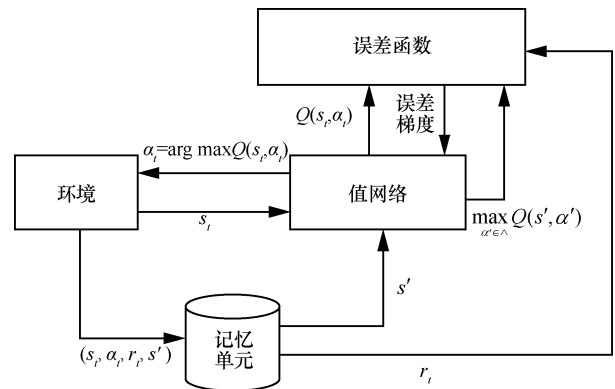 误差函数
Q(s_t,α_t)
误差
梯度
α_t=arg maxQ(s_t,α_t)
环境
值网络
s_t
max Q(s′,α′)
α′∈∧
s′
(s_t, α_t, r_t, s′)
记忆
单元
r_t